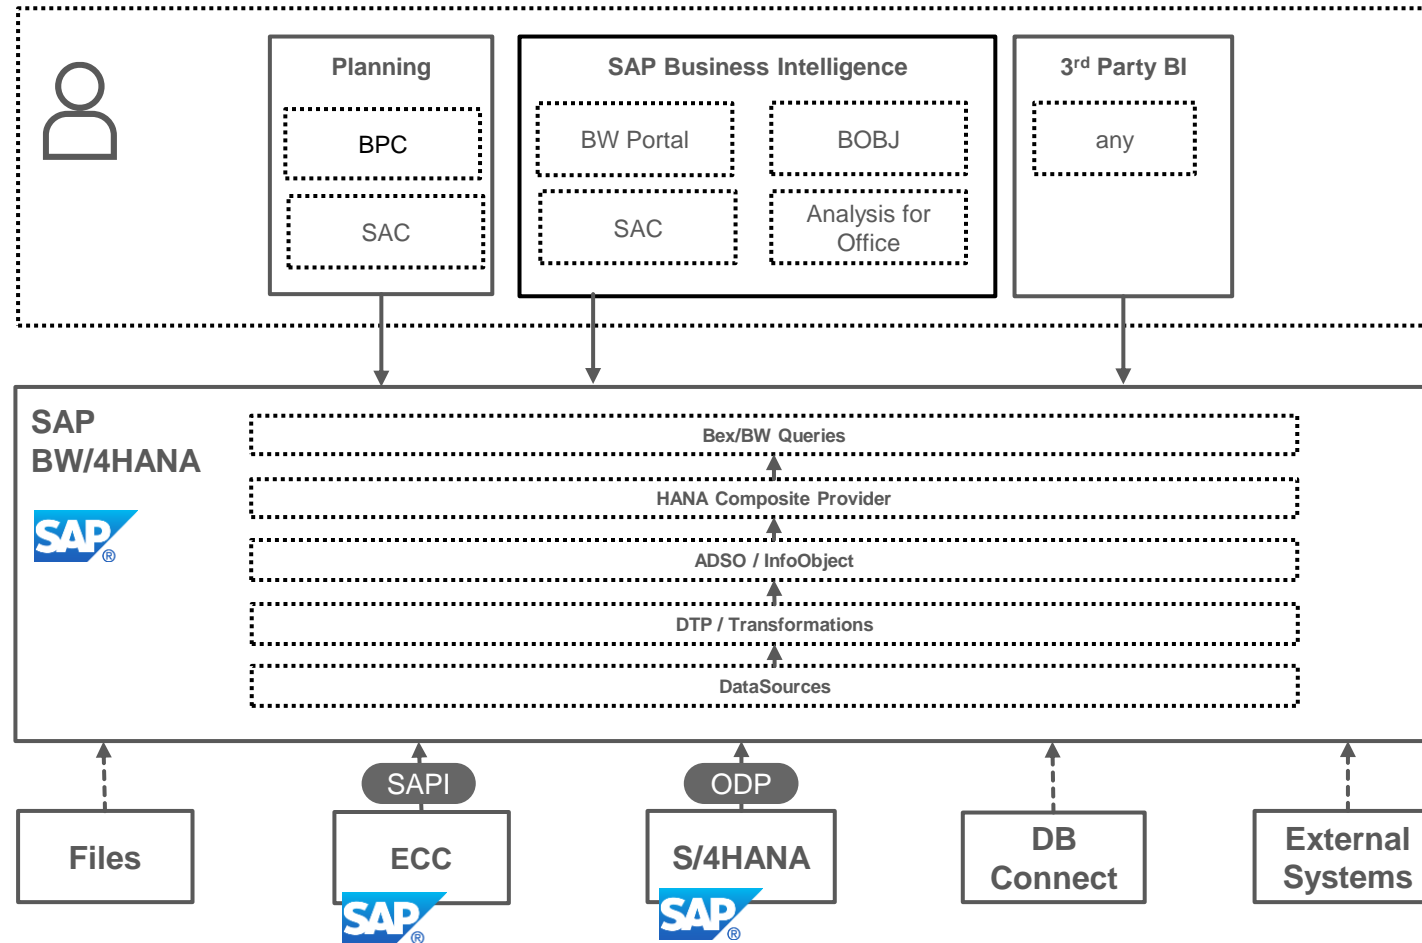 Planning
SAP Business Intelligence
3rd Party BI
BPC
BW Portal
BOBJ
any
SAC
SAC
Analysis for
Office
SAP
BW/4HANA
SAP®
Bex/BW Queries
HANA Composite Provider
ADSO / InfoObject
DTP / Transformations
DataSources
SAPI
ODP
Files
ECC
S/4HANA
DB
Connect
External
Systems
SAP®
SAP®